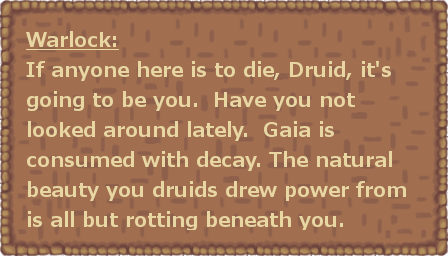 Warlock:
If anyone here is to die, Druid, it's
going to be you.  Have you not
looked around lately.  Gaia is
consumed with decay. The natural
beauty you druids drew power from
is all but rotting beneath you.